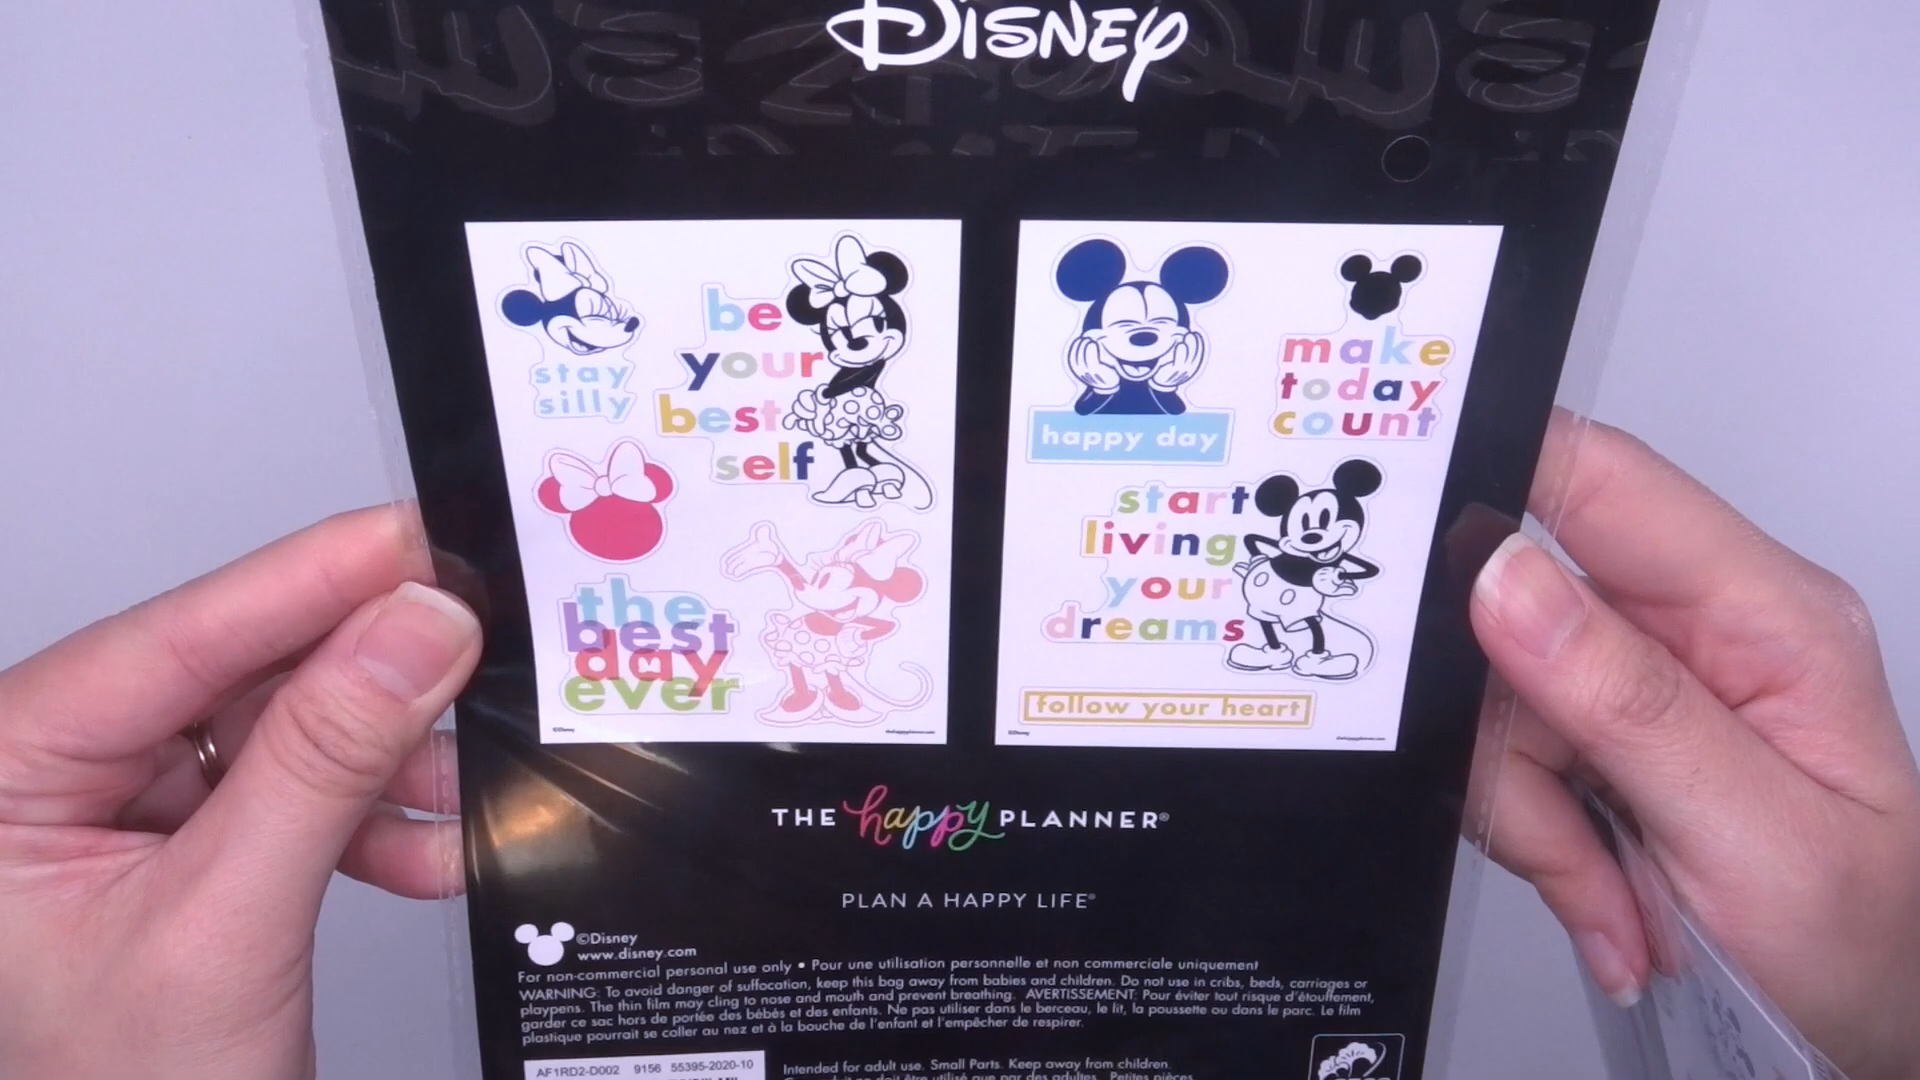 Disney
stay
silly
be
your
best
self
the
best
day
ever
©Disney
thehappyplanner.com
happy day
make
today
count
start
living
your
dreams
follow your heart
©Disney
thehappyplanner.com
THE happy PLANNER®
PLAN A HAPPY LIFE®
©Disney
www.disney.com
For non-commercial personal use only • Pour une utilisation personnelle et non commerciale uniquement
WARNING: To avoid danger of suffocation, keep this bag away from babies and children. Do not use in cribs, beds, carriages or
playpens. The thin film may cling to nose and mouth and prevent breathing. AVERTISSEMENT: Pour éviter tout risque d'étouffement,
garder ce sac hors de portée des bébés et des enfants. Ne pas utiliser dans le berceau, le lit, la poussette ou dans le parc. Le film
plastique pourrait se coller au nez et à la bouche de l'enfant et l'empêcher de respirer.
AF1RD2-D002 9156 55395-2020-10
Intended for adult use. Small Parts. Keep away from children.